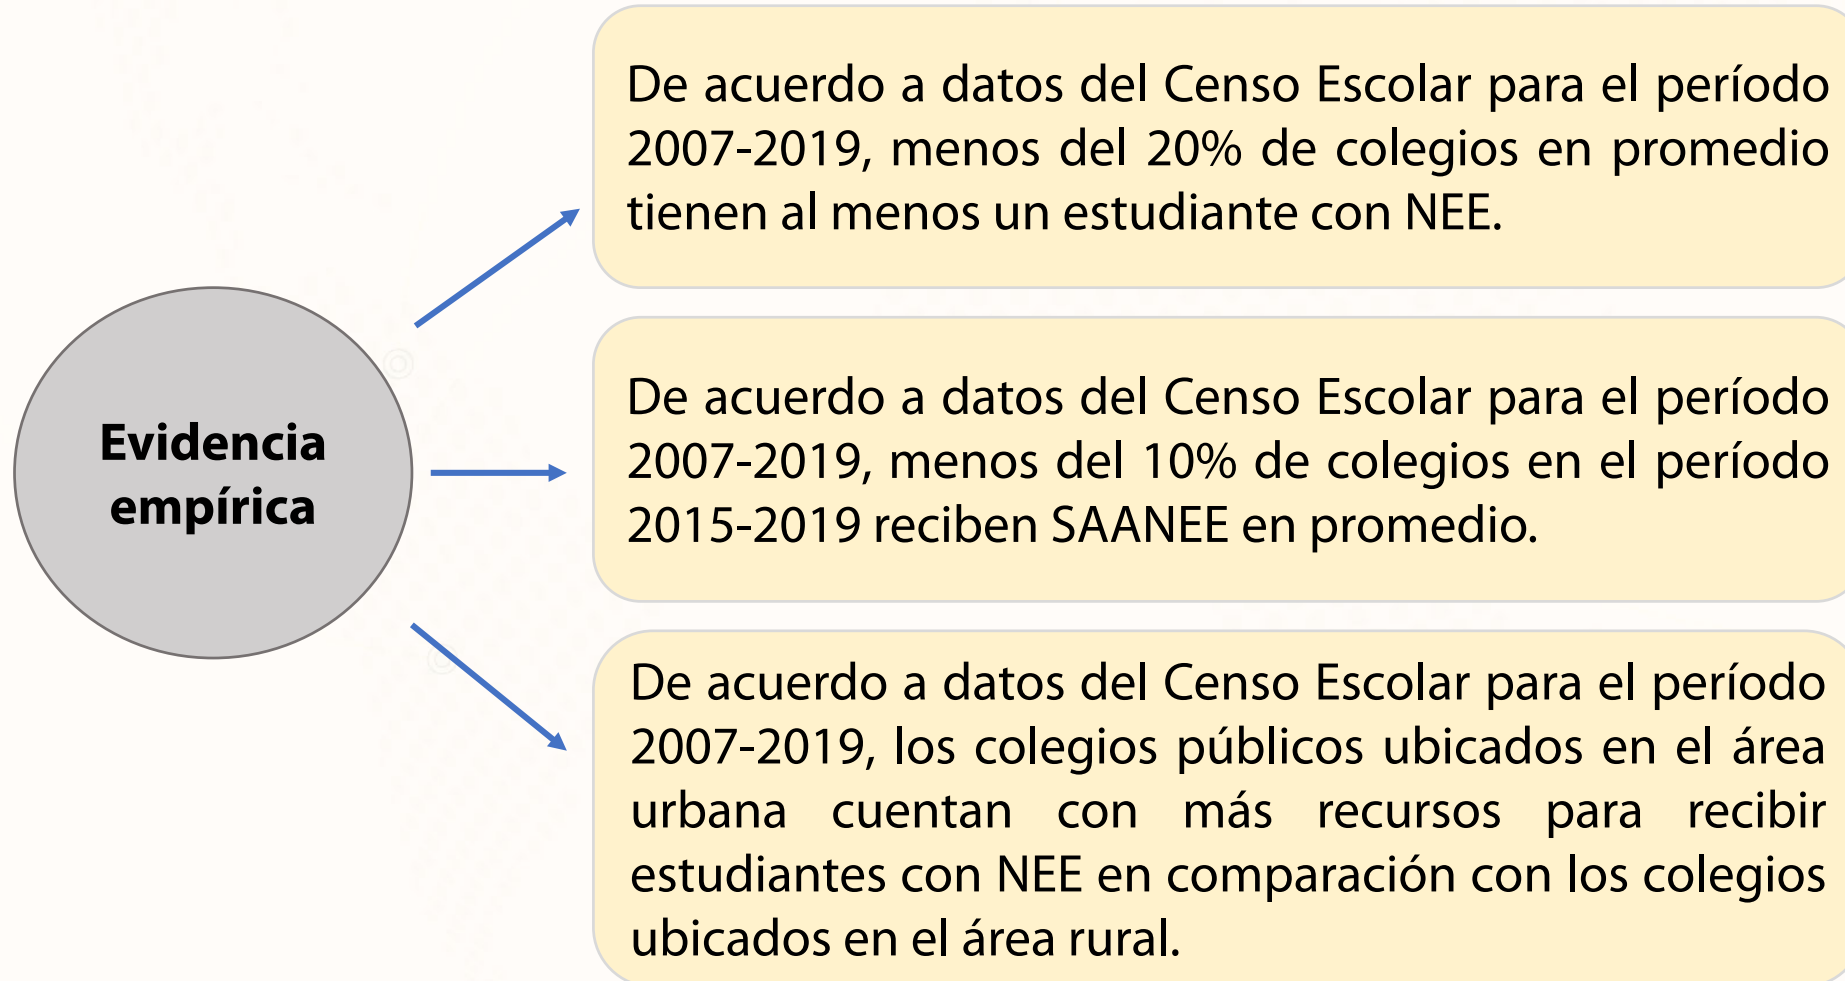 De acuerdo a datos del Censo Escolar para el período
2007-2019, menos del 20% de colegios en promedio
tienen al menos un estudiante con NEE.
Evidencia
empírica
De acuerdo a datos del Censo Escolar para el período
2007-2019, menos del 10% de colegios en el período
2015-2019 reciben SAANEE en promedio.
De acuerdo a datos del Censo Escolar para el período
2007-2019, los colegios públicos ubicados en el área
urbana cuentan con más recursos para recibir
estudiantes con NEE en comparación con los colegios
ubicados en el área rural.